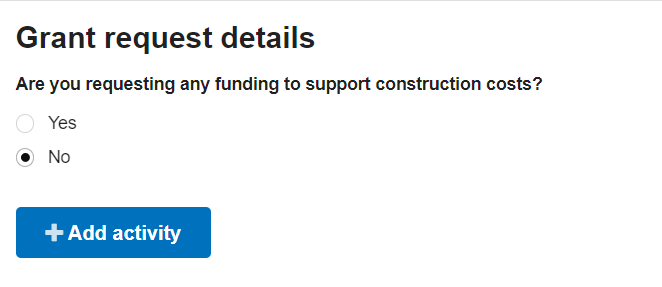 Grant request details
Are you requesting any funding to support construction costs?
Yes
No
Add activity